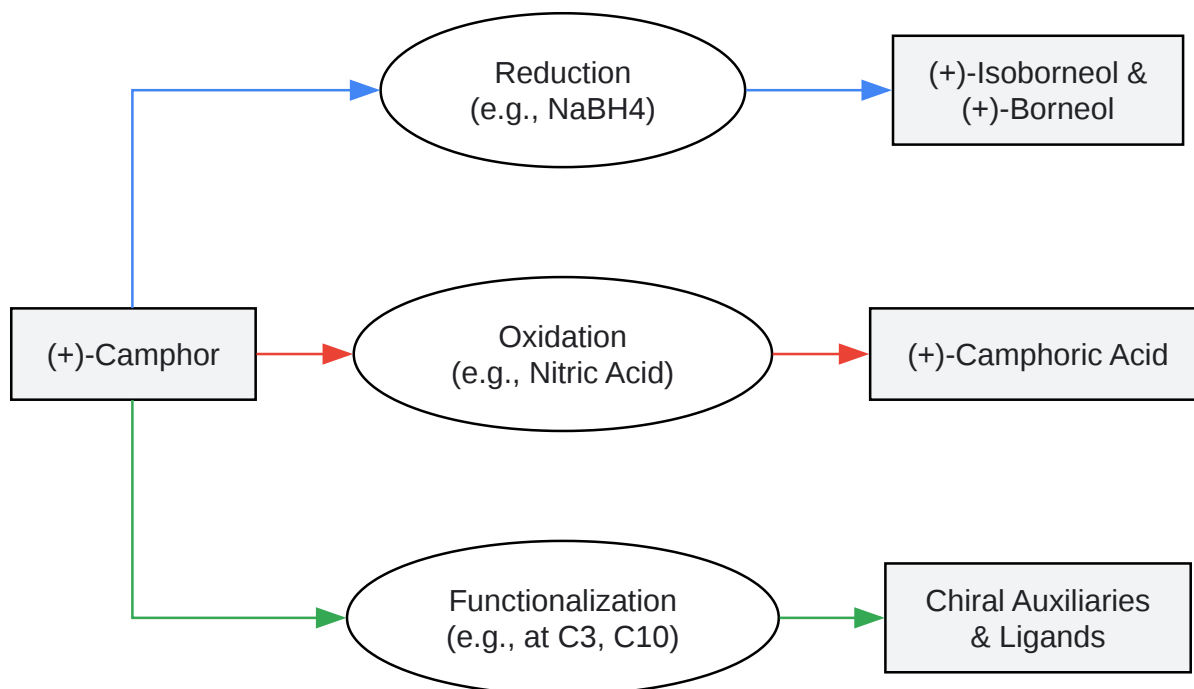 Reduction
(e.g., NaBH4)
(+)-Isoborneol &
(+)-Borneol
(+)-Camphor
Oxidation
(e.g., Nitric Acid)
(+)-Camphoric Acid
Functionalization
(e.g., at C3, C10)
Chiral Auxiliaries
& Ligands